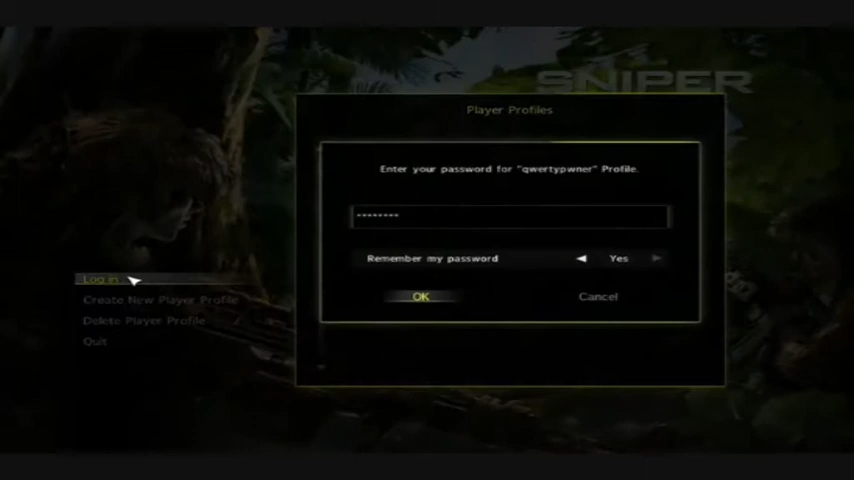 SNIPER
Player Profiles
Enter your password for "qwertypwner" Profile.
********
Remember my password Yes
OK Cancel
Log in
Create New Player Profile
Delete Player Profile
Quit